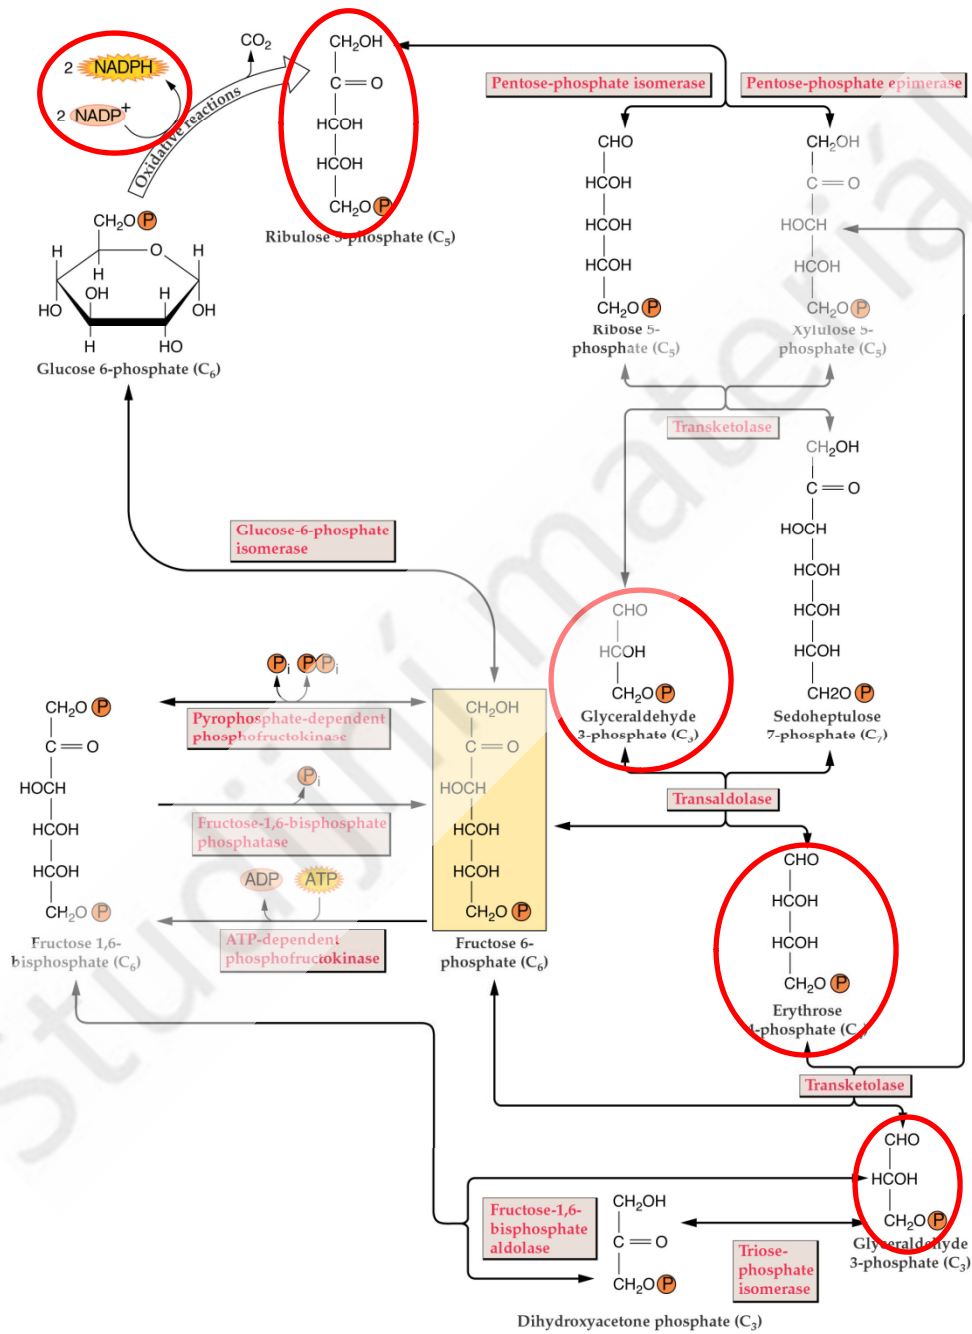 2 NADPH
2 NADP+
CO2
Oxidative reactions
CH2OH
C=O
HCOH
HCOH
CH2O P
Ribulose 5-phosphate (C5)
Pentose-phosphate isomerase
Pentose-phosphate epimerase
CHO
HCOH
HCOH
HCOH
CH2O P
Ribose 5-
phosphate (C5)
CH2OH
C=O
HOCH
HCOH
CH2O P
Xylulose 5-
phosphate (C5)
CH2O P
H
O
H
H
OH
H
HO
OH
H
HO
Glucose 6-phosphate (C6)
Transketolase
Glucose-6-phosphate
isomerase
CH2OH
C=O
HOCH
HCOH
HCOH
HCOH
CH2O P
Sedoheptulose
7-phosphate (C7)
CHO
HCOH
CH2O P
Glyceraldehyde
3-phosphate (C3)
Transaldolase
Pi PPi
Pyrophosphate-dependent
phosphofructokinase
Pi
Fructose-1,6-bisphosphate
phosphatase
ADP ATP
ATP-dependent
phosphofructokinase
CH2O P
C=O
HOCH
HCOH
HCOH
CH2O P
Fructose 1,6-
bisphosphate (C6)
CH2OH
C=O
HOCH
HCOH
HCOH
CH2O P
Fructose 6-
phosphate (C6)
CHO
HCOH
HCOH
CH2O P
Erythrose
4-phosphate (C4)
Transketolase
CHO
HCOH
CH2O P
Glyceraldehyde
3-phosphate (C3)
Fructose-1,6-
bisphosphate
aldolase
CH2OH
C=O
CH2O P
Triose-
phosphate
isomerase
Dihydroxyacetone phosphate (C3)
Studijní materiál